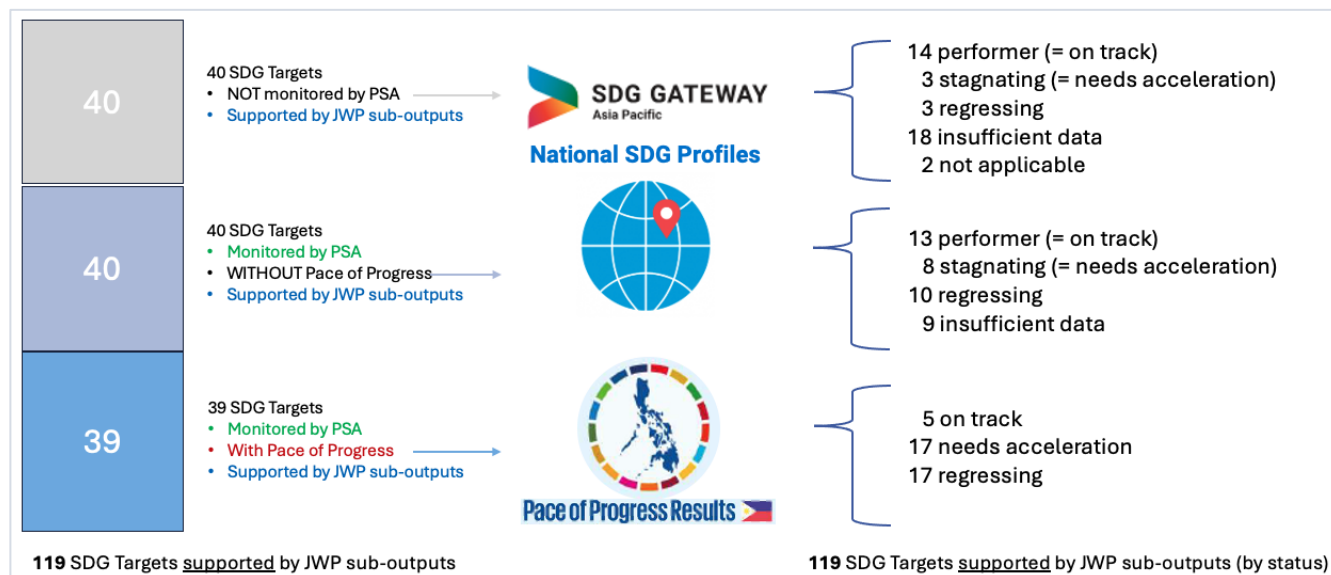 40
40 SDG Targets
• NOT monitored by PSA
• Supported by JWP sub-outputs
SDG GATEWAY
Asia Pacific
National SDG Profiles
14 performer (= on track)
3 stagnating (= needs acceleration)
3 regressing
18 insufficient data
2 not applicable
40
40 SDG Targets
• Monitored by PSA
• WITHOUT Pace of Progress
• Supported by JWP sub-outputs
13 performer (= on track)
8 stagnating (= needs acceleration)
10 regressing
9 insufficient data
39
39 SDG Targets
• Monitored by PSA
• With Pace of Progress
• Supported by JWP sub-outputs
Pace of Progress Results
5 on track
17 needs acceleration
17 regressing
119 SDG Targets supported by JWP sub-outputs
119 SDG Targets supported by JWP sub-outputs (by status)